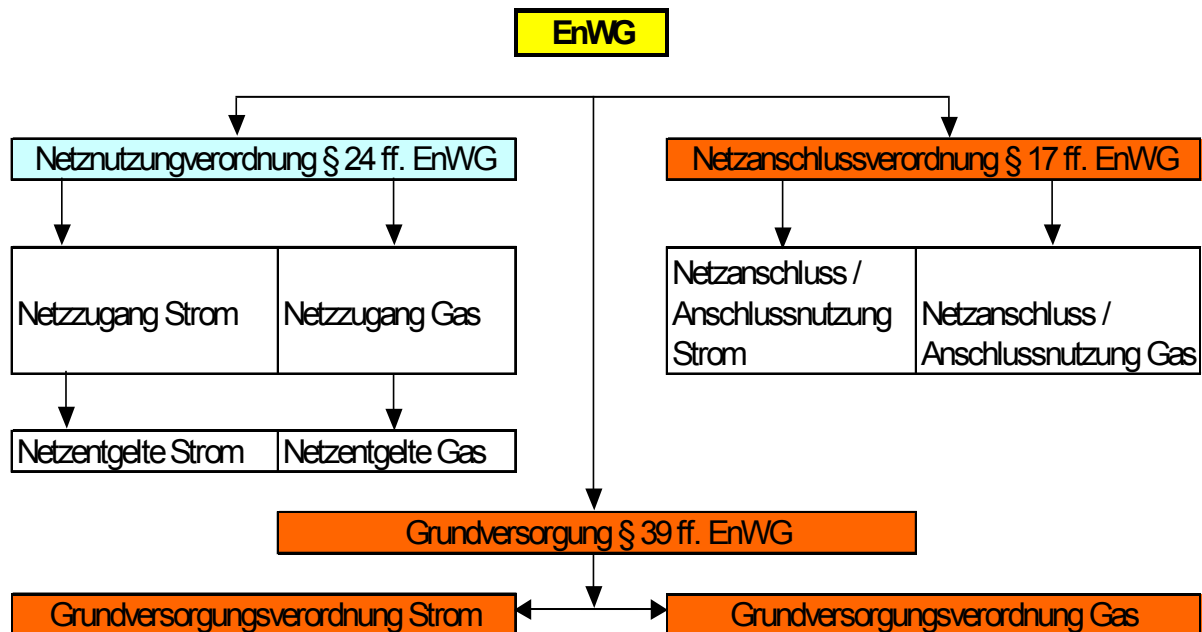 EnWG
Netznutzungverordnung § 24 ff. EnWG
Netzanschlussverordnung § 17 ff. EnWG
Netzzugang Strom
Netzzugang Gas
Netzanschluss /
Anschlussnutzung
Strom
Netzanschluss /
Anschlussnutzung Gas
Netzentgelte Strom
Netzentgelte Gas
Grundversorgung § 39 ff. EnWG
Grundversorgungsverordnung Strom
Grundversorgungsverordnung Gas